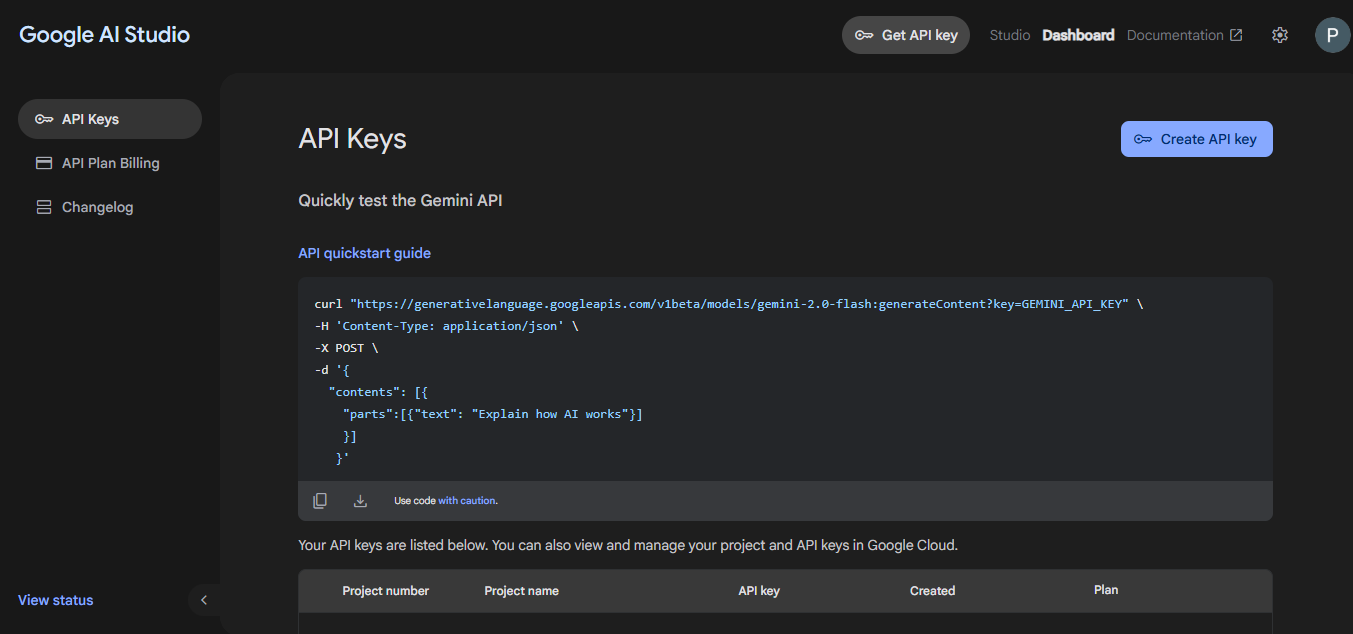 Google AI Studio
Get API key
Studio
Dashboard
Documentation
P
API Keys
API Plan Billing
Changelog
API Keys
Create API key
Quickly test the Gemini API
API quickstart guide
curl "https://generativelanguage.googleapis.com/v1beta/models/gemini-2.0-flash:generateContent?key=GEMINI_API_KEY" \
-H 'Content-Type: application/json' \
-X POST \
-d '{
"contents": [{
"parts":[{"text": "Explain how AI works"}]
}]
}'
Use code with caution.
Your API keys are listed below. You can also view and manage your project and API keys in Google Cloud.
Project number
Project name
API key
Created
Plan
View status